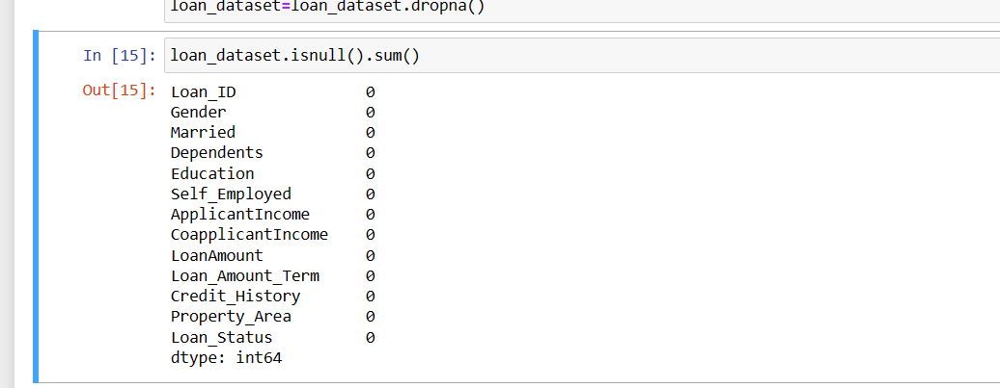 loan_dataset=loan_dataset.dropna()
In [15]: loan_dataset.isnull().sum()
Out[15]: Loan_ID 0
Gender 0
Married 0
Dependents 0
Education 0
Self_Employed 0
ApplicantIncome 0
CoapplicantIncome 0
LoanAmount 0
Loan_Amount_Term 0
Credit_History 0
Property_Area 0
Loan_Status 0
dtype: int64